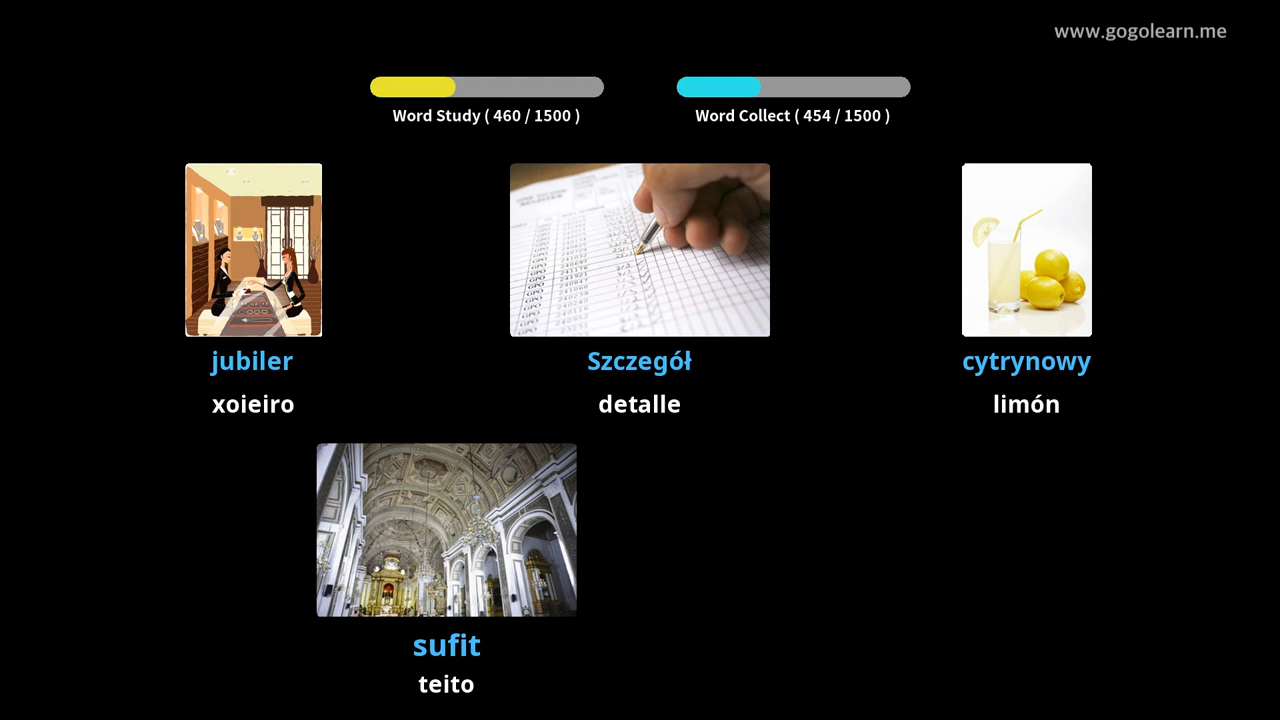 www.gogolearn.me
Word Study ( 460 / 1500 )
Word Collect ( 454 / 1500 )
jubiler
xoieiro
Szczegół
detalle
cytrynowy
limón
sufit
teito